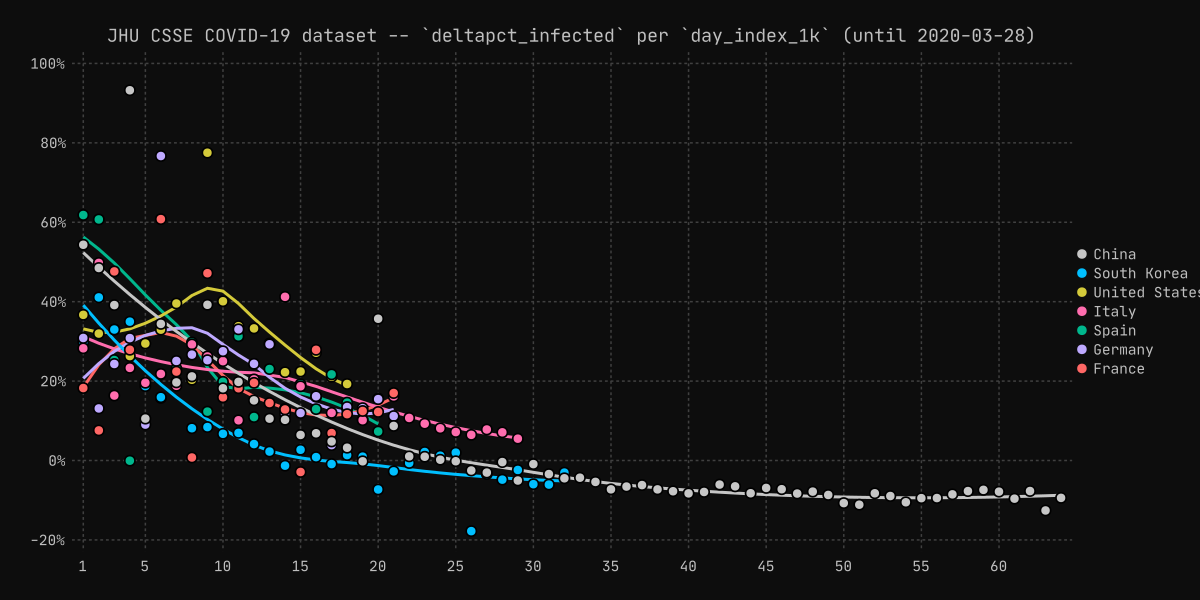 JHU CSSE COVID-19 dataset -- `deltapct_infected` per `day_index_1k` (until 2020-03-28)
100%
80%
60%
40%
20%
0%
-20%
1 5 10 15 20 25 30 35 40 45 50 55 60
China
South Korea
United States
Italy
Spain
Germany
France